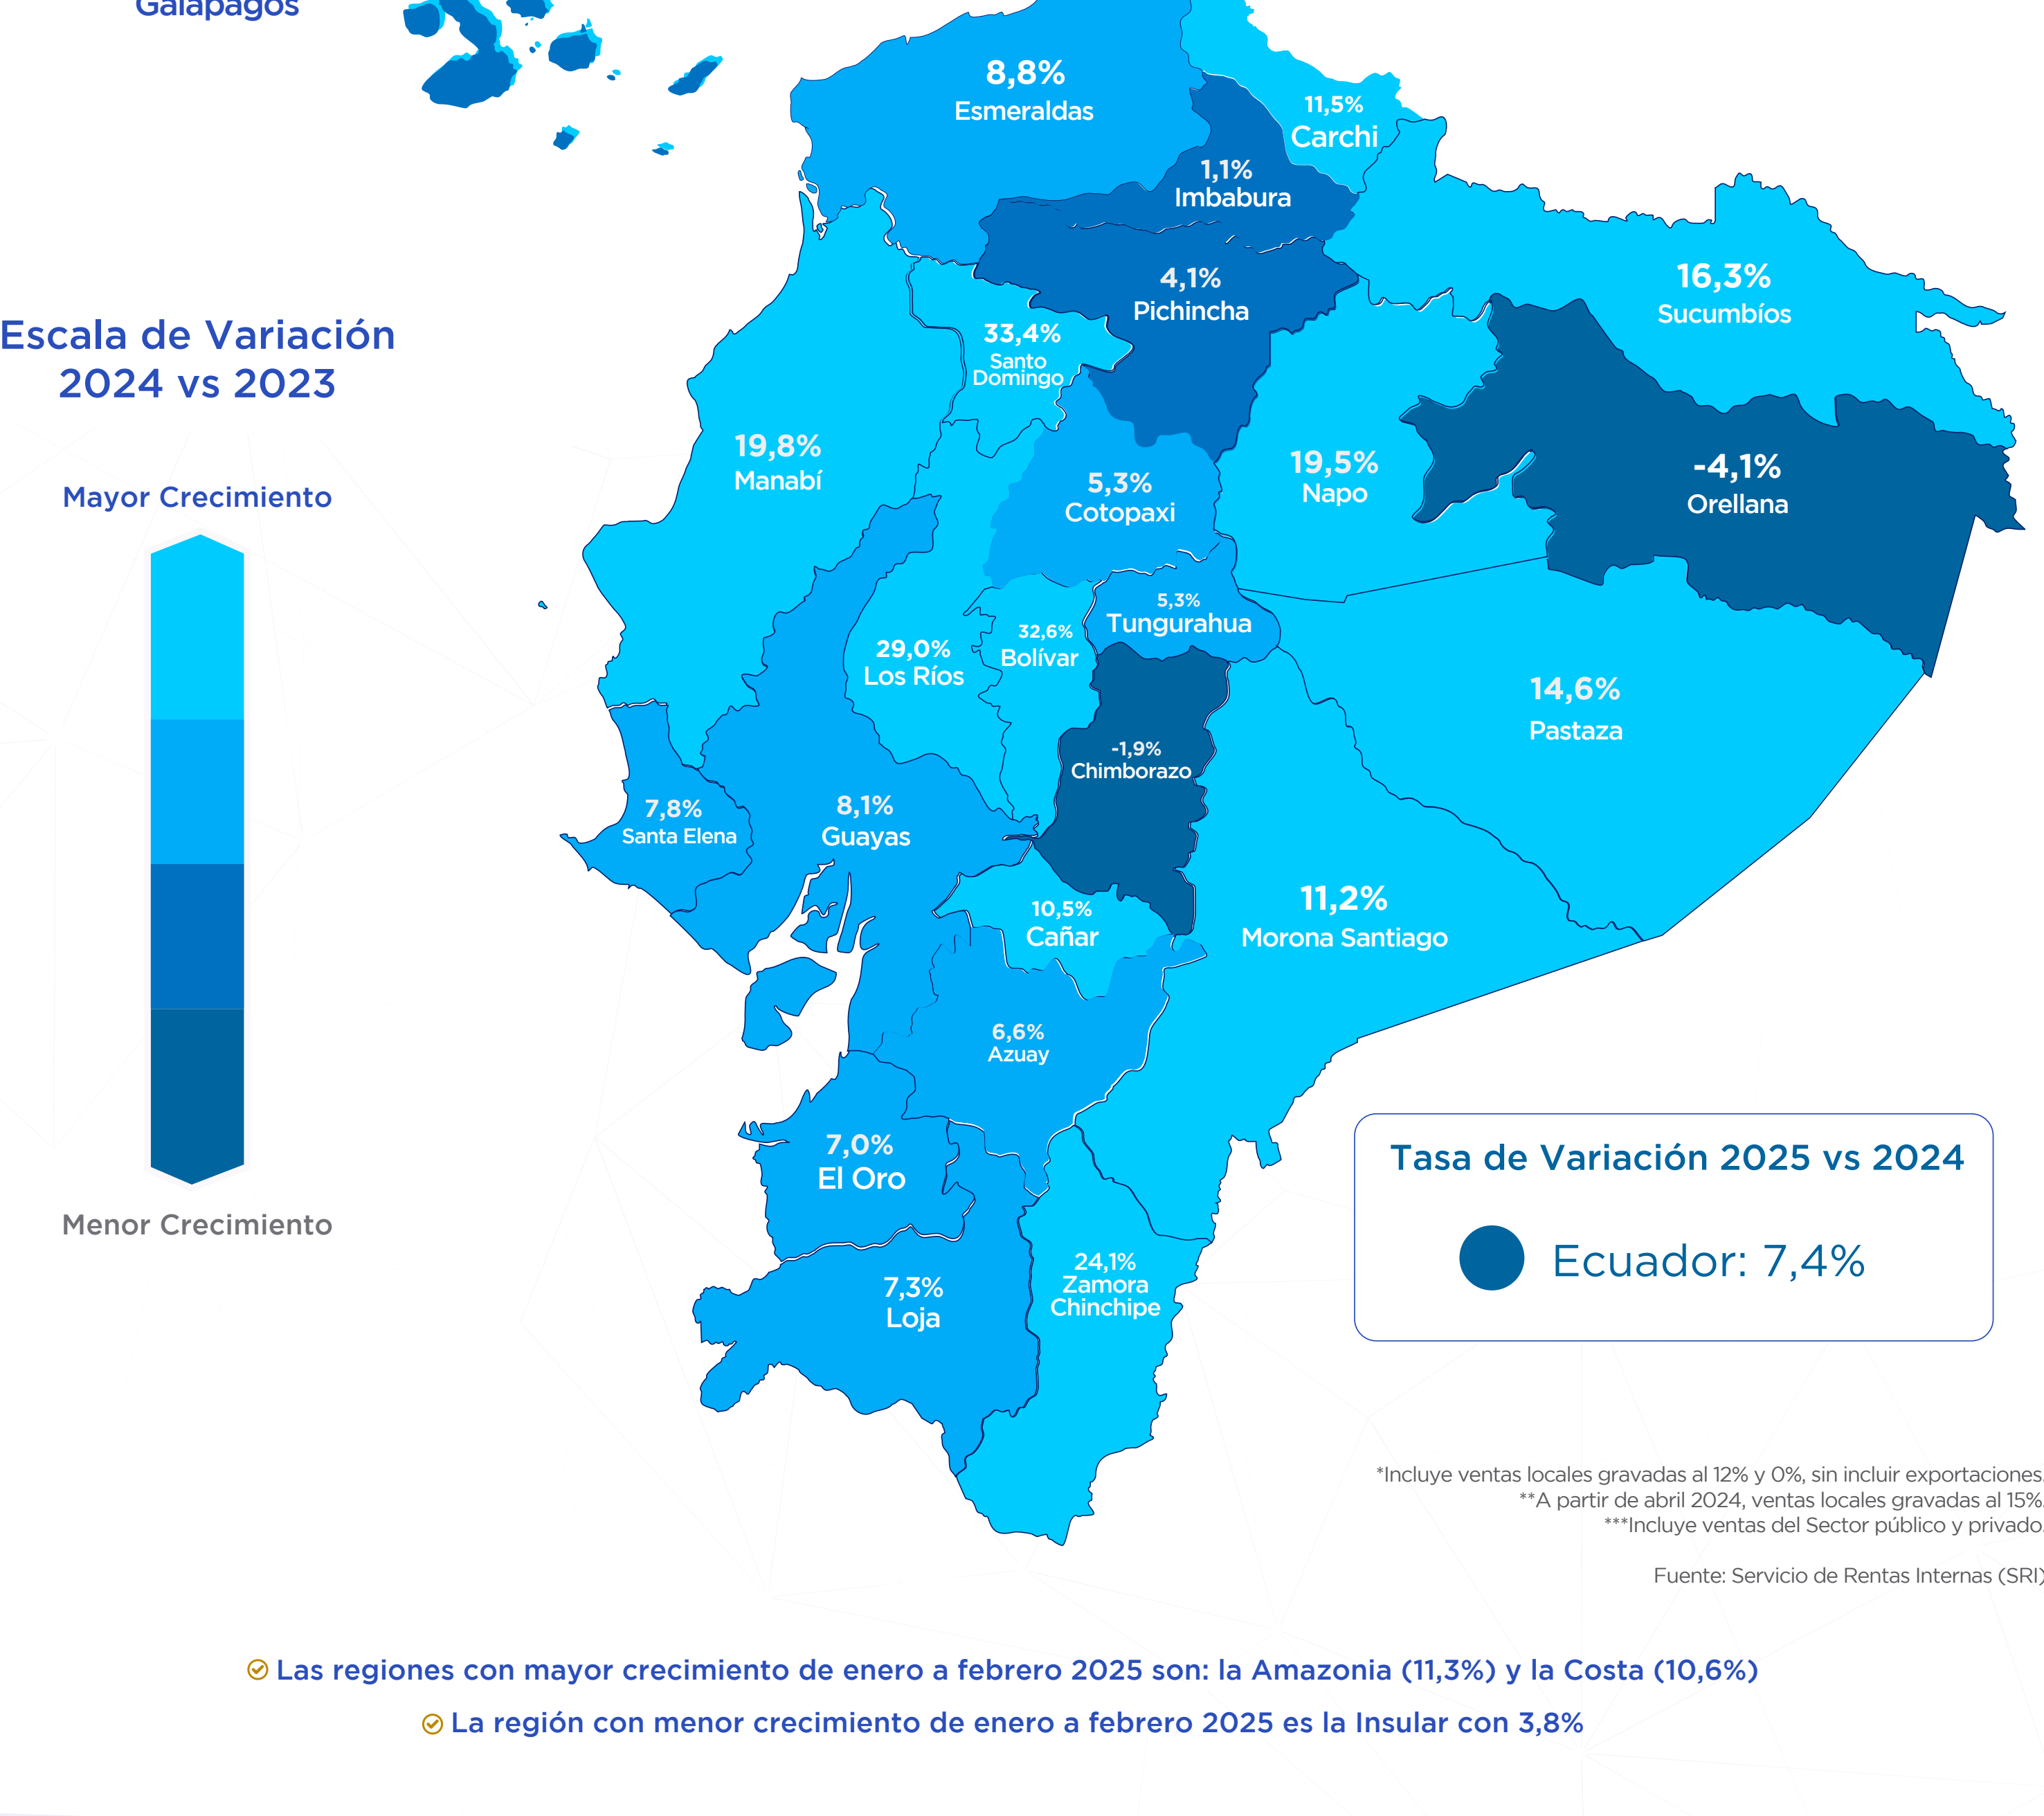 Galápagos
8,8%
Esmeraldas
11,5%
Carchi
1,1%
Imbabura
4,1%
Pichincha
16,3%
Sucumbíos
33,4%
Santo
Domingo
Escala de Variación
2024 vs 2023
Mayor Crecimiento
19,8%
Manabí
5,3%
Cotopaxi
19,5%
Napo
-4,1%
Orellana
5,3%
Tungurahua
32,6%
Bolívar
29,0%
Los Ríos
14,6%
Pastaza
-1,9%
Chimborazo
7,8%
Santa Elena
8,1%
Guayas
10,5%
Cañar
11,2%
Morona Santiago
6,6%
Azuay
7,0%
El Oro
Menor Crecimiento
7,3%
Loja
24,1%
Zamora
Chinchipe
Tasa de Variación 2025 vs 2024
Ecuador: 7,4%
*Incluye ventas locales gravadas al 12% y 0%, sin incluir exportaciones.
**A partir de abril 2024, ventas locales gravadas al 15%.
***Incluye ventas del Sector público y privado.
Fuente: Servicio de Rentas Internas (SRI)
Las regiones con mayor crecimiento de enero a febrero 2025 son: la Amazonia (11,3%) y la Costa (10,6%)
La región con menor crecimiento de enero a febrero 2025 es la Insular con 3,8%